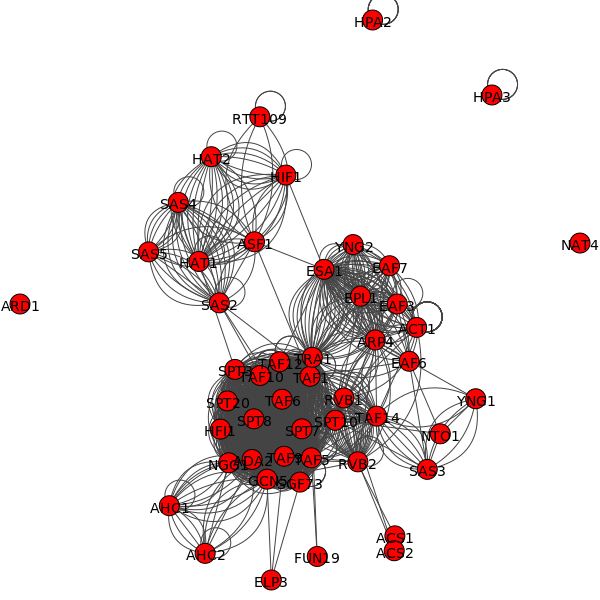 HPA2
HPA3
RTT109
HAT2
HIF1
SAS4
ASF1
YNG2
NAT4
SAS5
HAT1
ESA1
EAF7
EPL1
EAF3
ARD1
SAS2
ACT1
ARP4
TRA1
EAF6
TAF12
SPT3
TAF10
TAF1
SPT20
TAF6
RVB1
YNG1
SPT8
SPT10
TAF14
HFI1
SPT7
NTO1
NGG1
ADA2
TAF9
TAF5
RVB2
SAS3
GCN5
SGF73
AHC1
ACS1
AHC2
FUN19
ACS2
ELP3